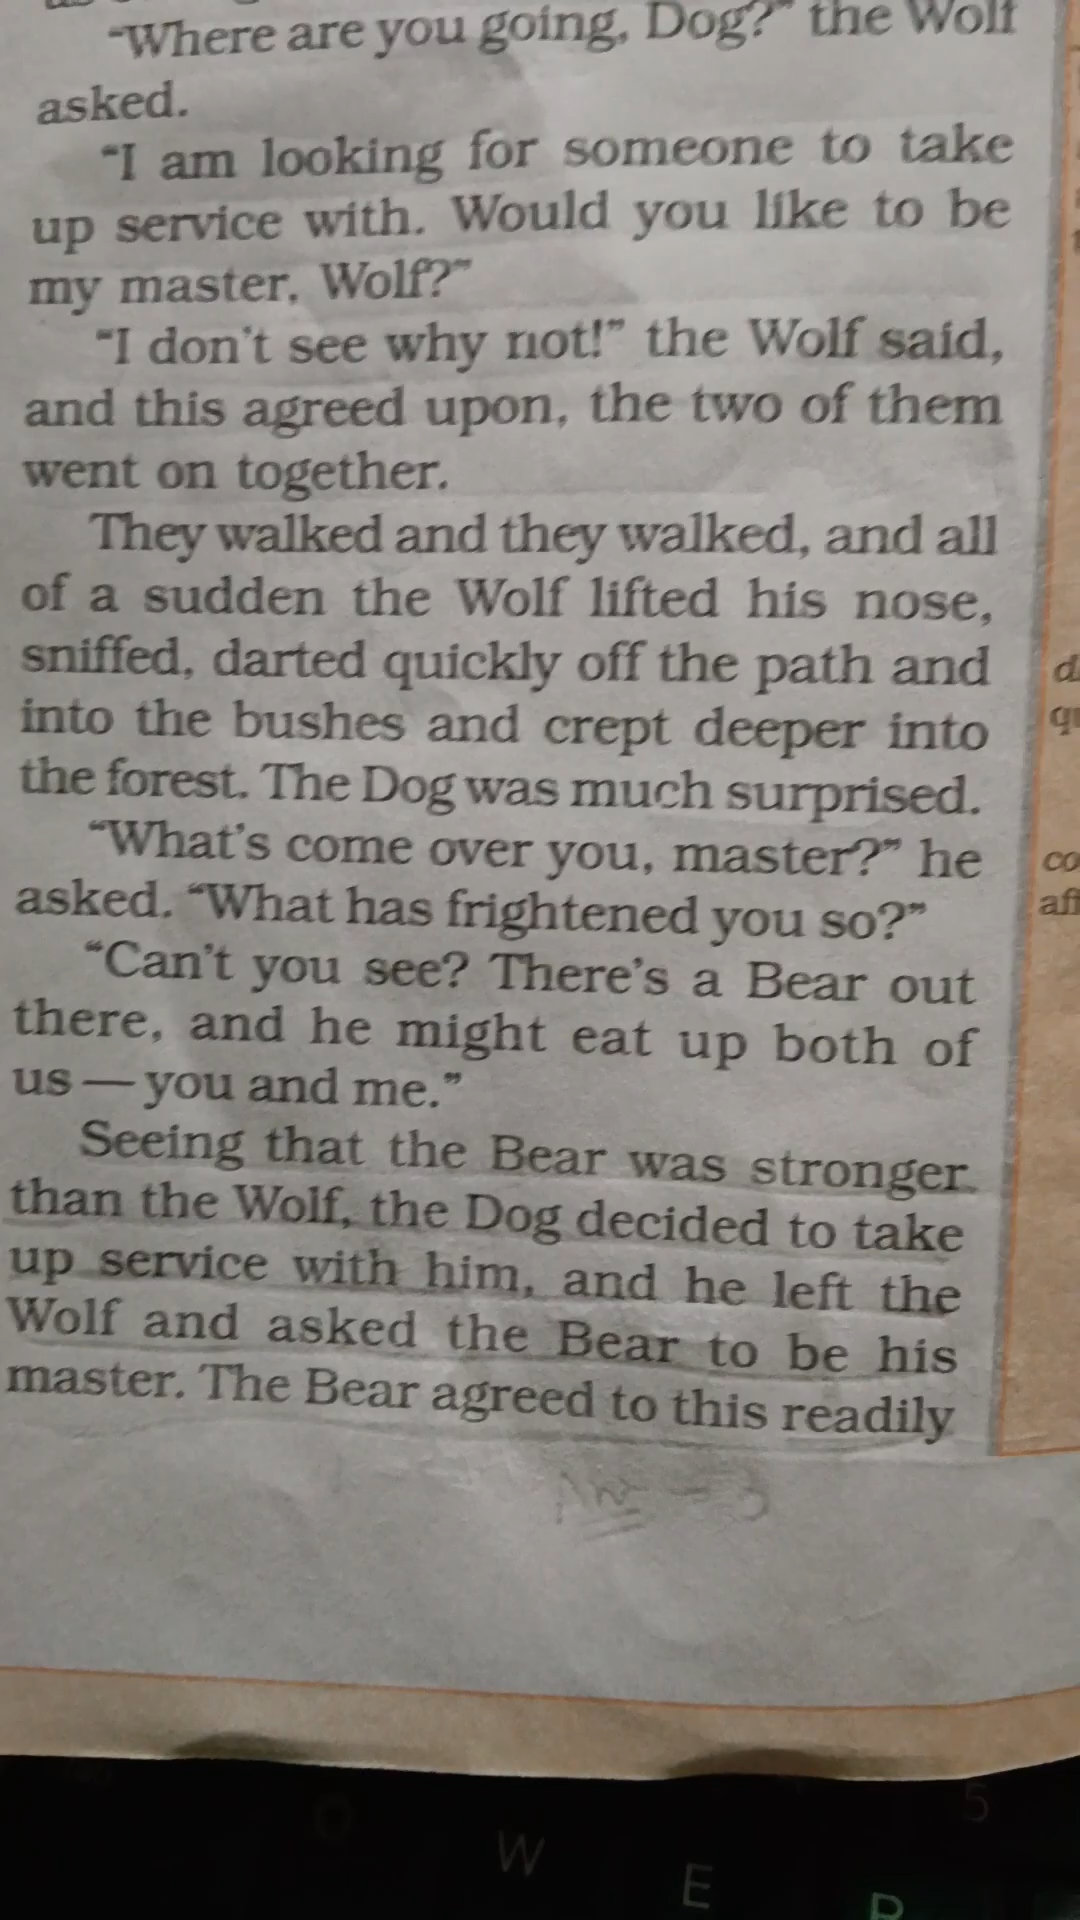 "Where are you going, Dog?" the Wolf
asked.
"I am looking for someone to take
up service with. Would you like to be
my master, Wolf?"
"I don't see why not!" the Wolf said,
and this agreed upon, the two of them
went on together.
They walked and they walked, and all
of a sudden the Wolf lifted his nose,
sniffed, darted quickly off the path and
into the bushes and crept deeper into
the forest. The Dog was much surprised.
"What's come over you, master?" he
asked. "What has frightened you so?"
"Can't you see? There's a Bear out
there, and he might eat up both of
us — you and me."
Seeing that the Bear was stronger
than the Wolf, the Dog decided to take
up service with him, and he left the
Wolf and asked the Bear to be his
master. The Bear agreed to this readily
Ans - 3
d
qu
co
aff
5
W
E
R